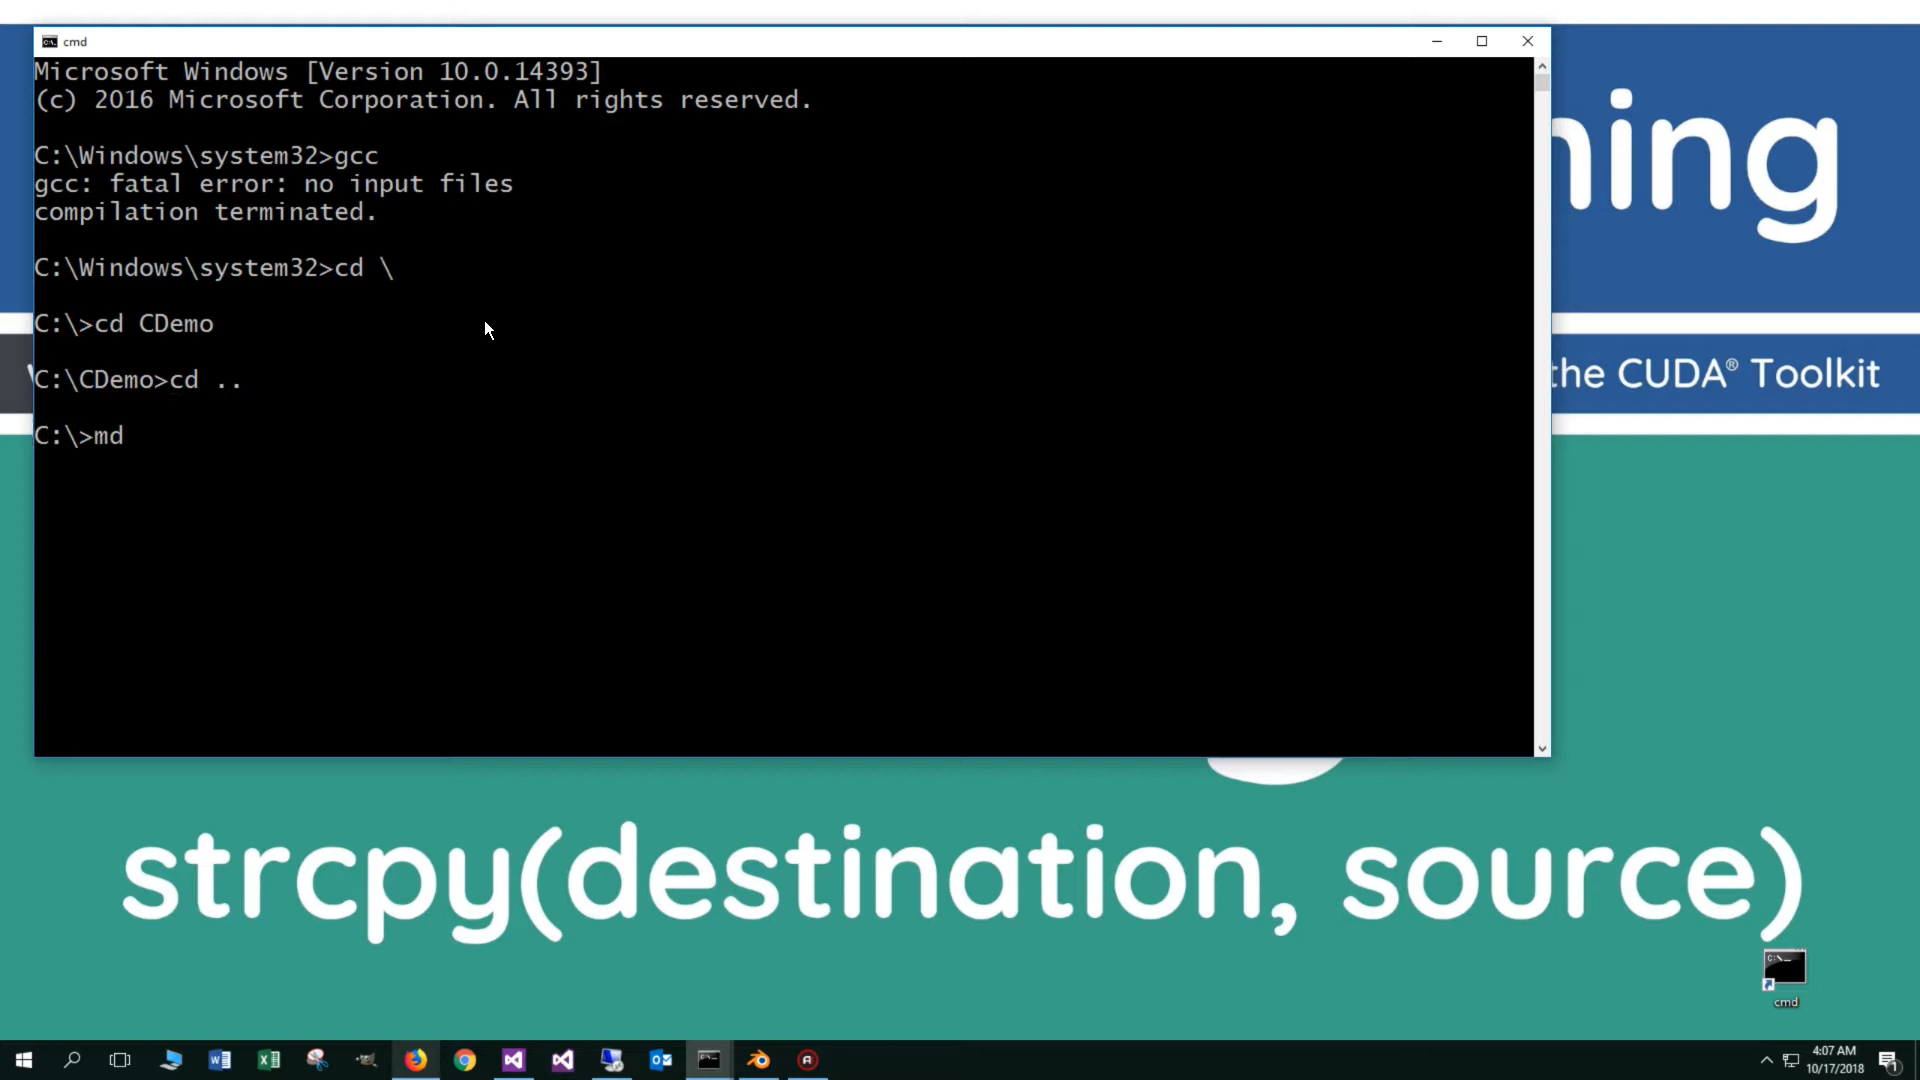 cmd
Microsoft Windows [Version 10.0.14393]
(c) 2016 Microsoft Corporation. All rights reserved.
C:\Windows\system32>gcc
gcc: fatal error: no input files
compilation terminated.
C:\Windows\system32>cd \
C:\>cd CDemo
C:\CDemo>cd ..
C:\>md
ning
the CUDA® Toolkit
strcpy(destination, source)
cmd
4:07 AM
10/17/2018